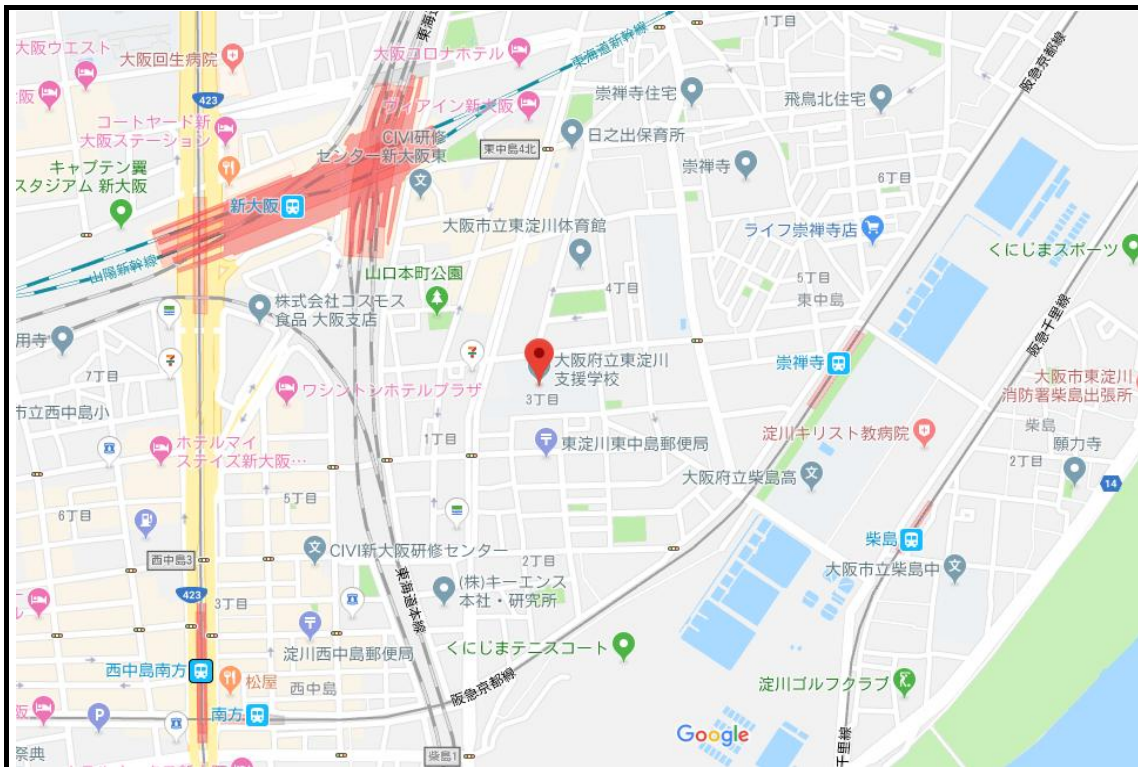 東海道
1丁目
大阪ウエスト
大阪回生病院
大阪コロナホテル
東海道新幹線
阪急京都線
大阪
423
ヴィアイン新大阪
崇禅寺住宅
飛鳥北住宅
コートヤード新
大阪ステーション
CIVI研修
センター新大阪東
東中島4北
日之出保育所
キャプテン翼
スタジアム 新大阪
崇禅寺
6丁目
新大阪
大阪市立東淀川体育館
ライフ崇禅寺店
くにじまスポーツ
山口本町公園
4丁目
5丁目
東中島
阪急千里線
株式会社コスモス
食品 大阪支店
用寺
大阪府立東淀川
支援学校
崇禅寺
7丁目
ワシントンホテルプラザ
3丁目
大阪市東淀川
消防署柴島出張所
市立西中島小
柴島
ホテルマイ
ステイズ新大阪…
1丁目
東淀川東中島郵便局
淀川キリスト教病院
願力寺
2丁目
大阪府立柴島高
14
5丁目
6丁目
柴島
西中島3
CIVI新大阪研修センター
2丁目
大阪市立柴島中
423
3丁目
東海道本線
(株)キーエンス
本社・研究所
淀川西中島郵便局
くにじまテニスコート
西中島南方
松屋
西中島
阪急京都線
淀川ゴルフクラブ
阪
P
南方
Google
祭典
柴島1
千里線